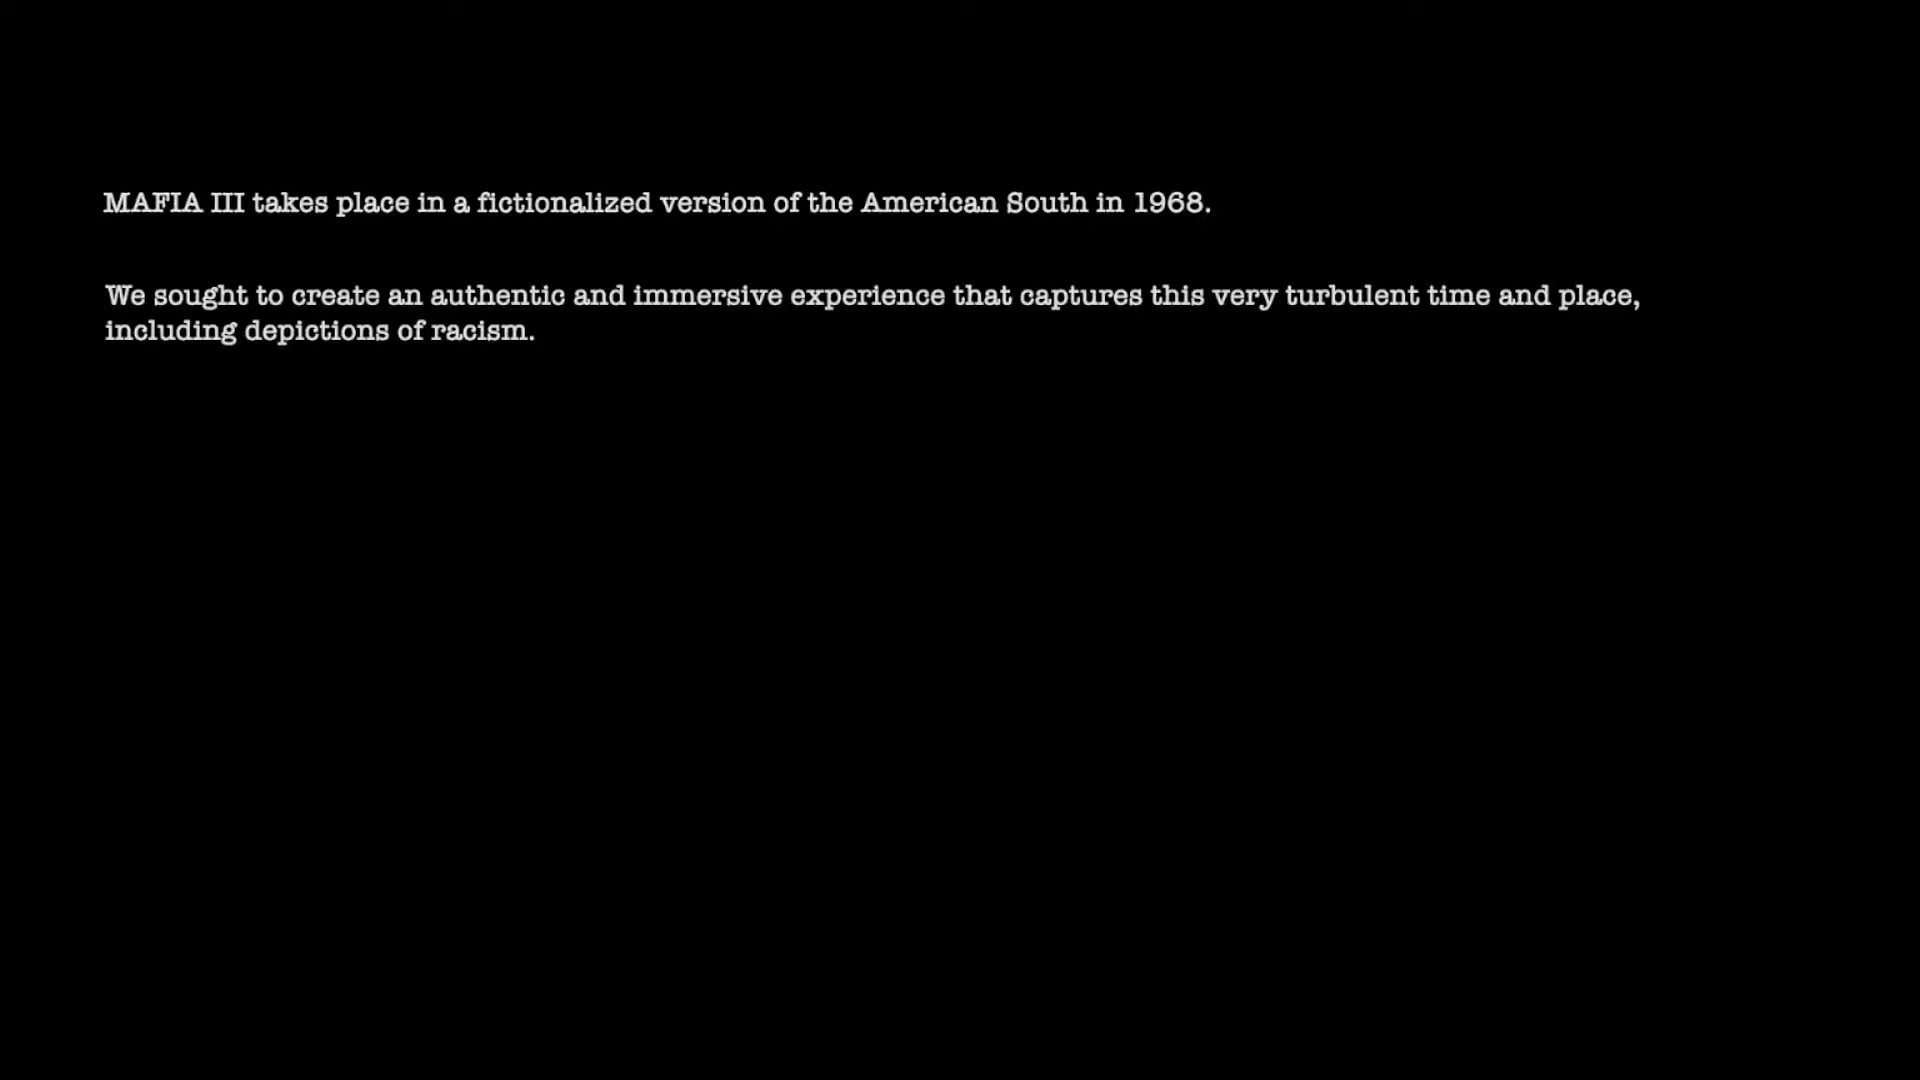 MAFIA III takes place in a fictionalized version of the American South in 1968.
We sought to create an authentic and immersive experience that captures this very turbulent time and place,
including depictions of racism.